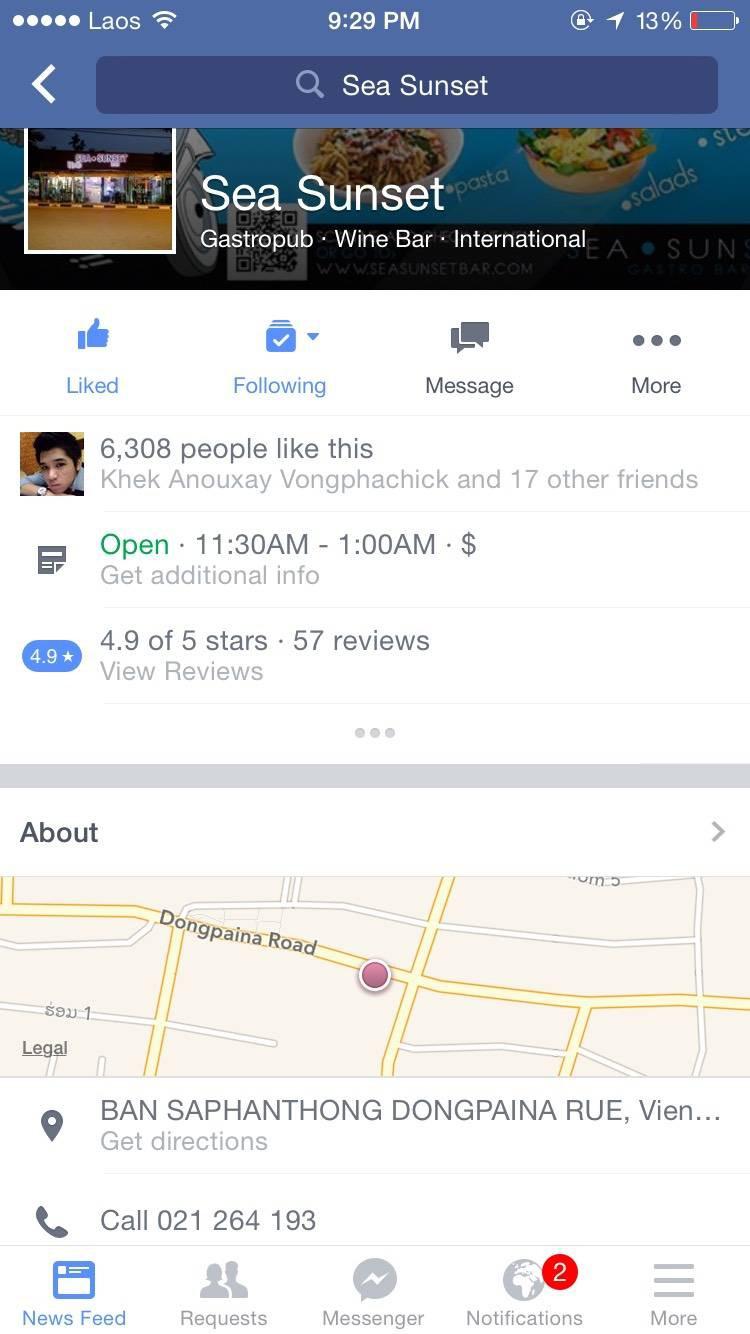 Laos 9:29 PM 13%
Sea Sunset
SEA SUNSET
pasta
salads
Sea Sunset
Gastropub · Wine Bar · International
WWW.SEASUNSETBAR.COM
Liked Following Message More
6,308 people like this
Khek Anouxay Vongphachick and 17 other friends
Open · 11:30AM - 1:00AM · $
Get additional info
4.9 ★
4.9 of 5 stars · 57 reviews
View Reviews
About
Dongpaina Road
ຮ່ອມ 1
Legal
BAN SAPHANTHONG DONGPAINA RUE, Vien...
Get directions
Call 021 264 193
2
News Feed Requests Messenger Notifications More